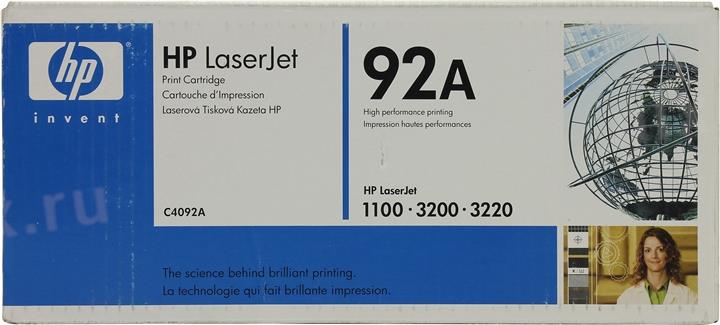 hp
invent
HP LaserJet
Print Cartridge
Cartouche d'Impression
Laserová Tisková Kazeta HP
C4092A
92A
High performance printing
Impression hautes performances
HP LaserJet
1100 · 3200 · 3220
The science behind brilliant printing.
La technologie qui fait brillante impression.
x.ru